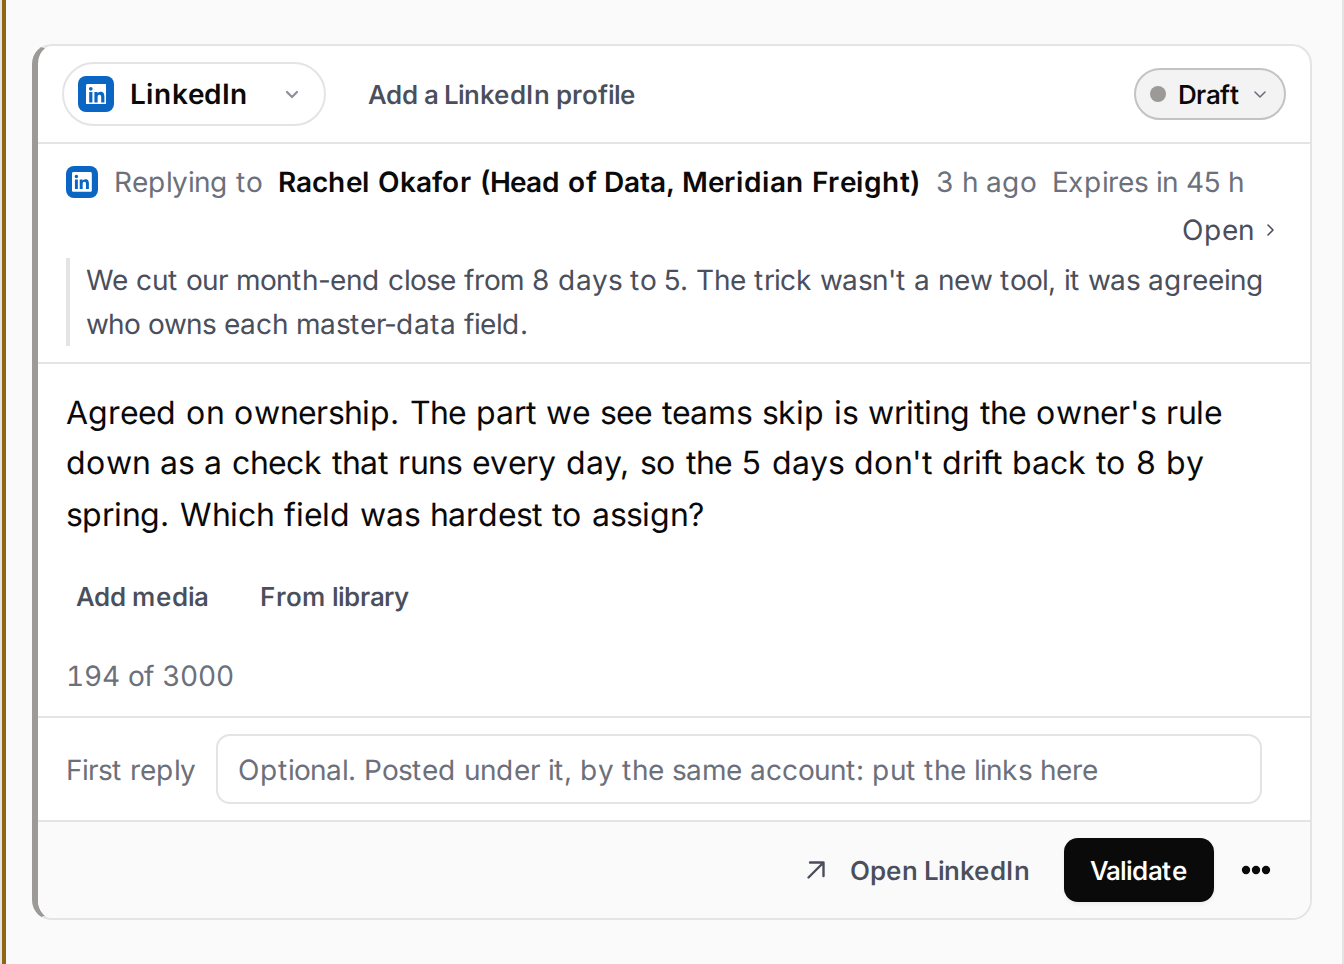 LinkedIn
Add a LinkedIn profile
Draft
Replying to Rachel Okafor (Head of Data, Meridian Freight) 3 h ago Expires in 45 h
Open
We cut our month-end close from 8 days to 5. The trick wasn't a new tool, it was agreeing
who owns each master-data field.
Agreed on ownership. The part we see teams skip is writing the owner's rule
down as a check that runs every day, so the 5 days don't drift back to 8 by
spring. Which field was hardest to assign?
Add media From library
194 of 3000
First reply Optional. Posted under it, by the same account: put the links here
Open LinkedIn Validate